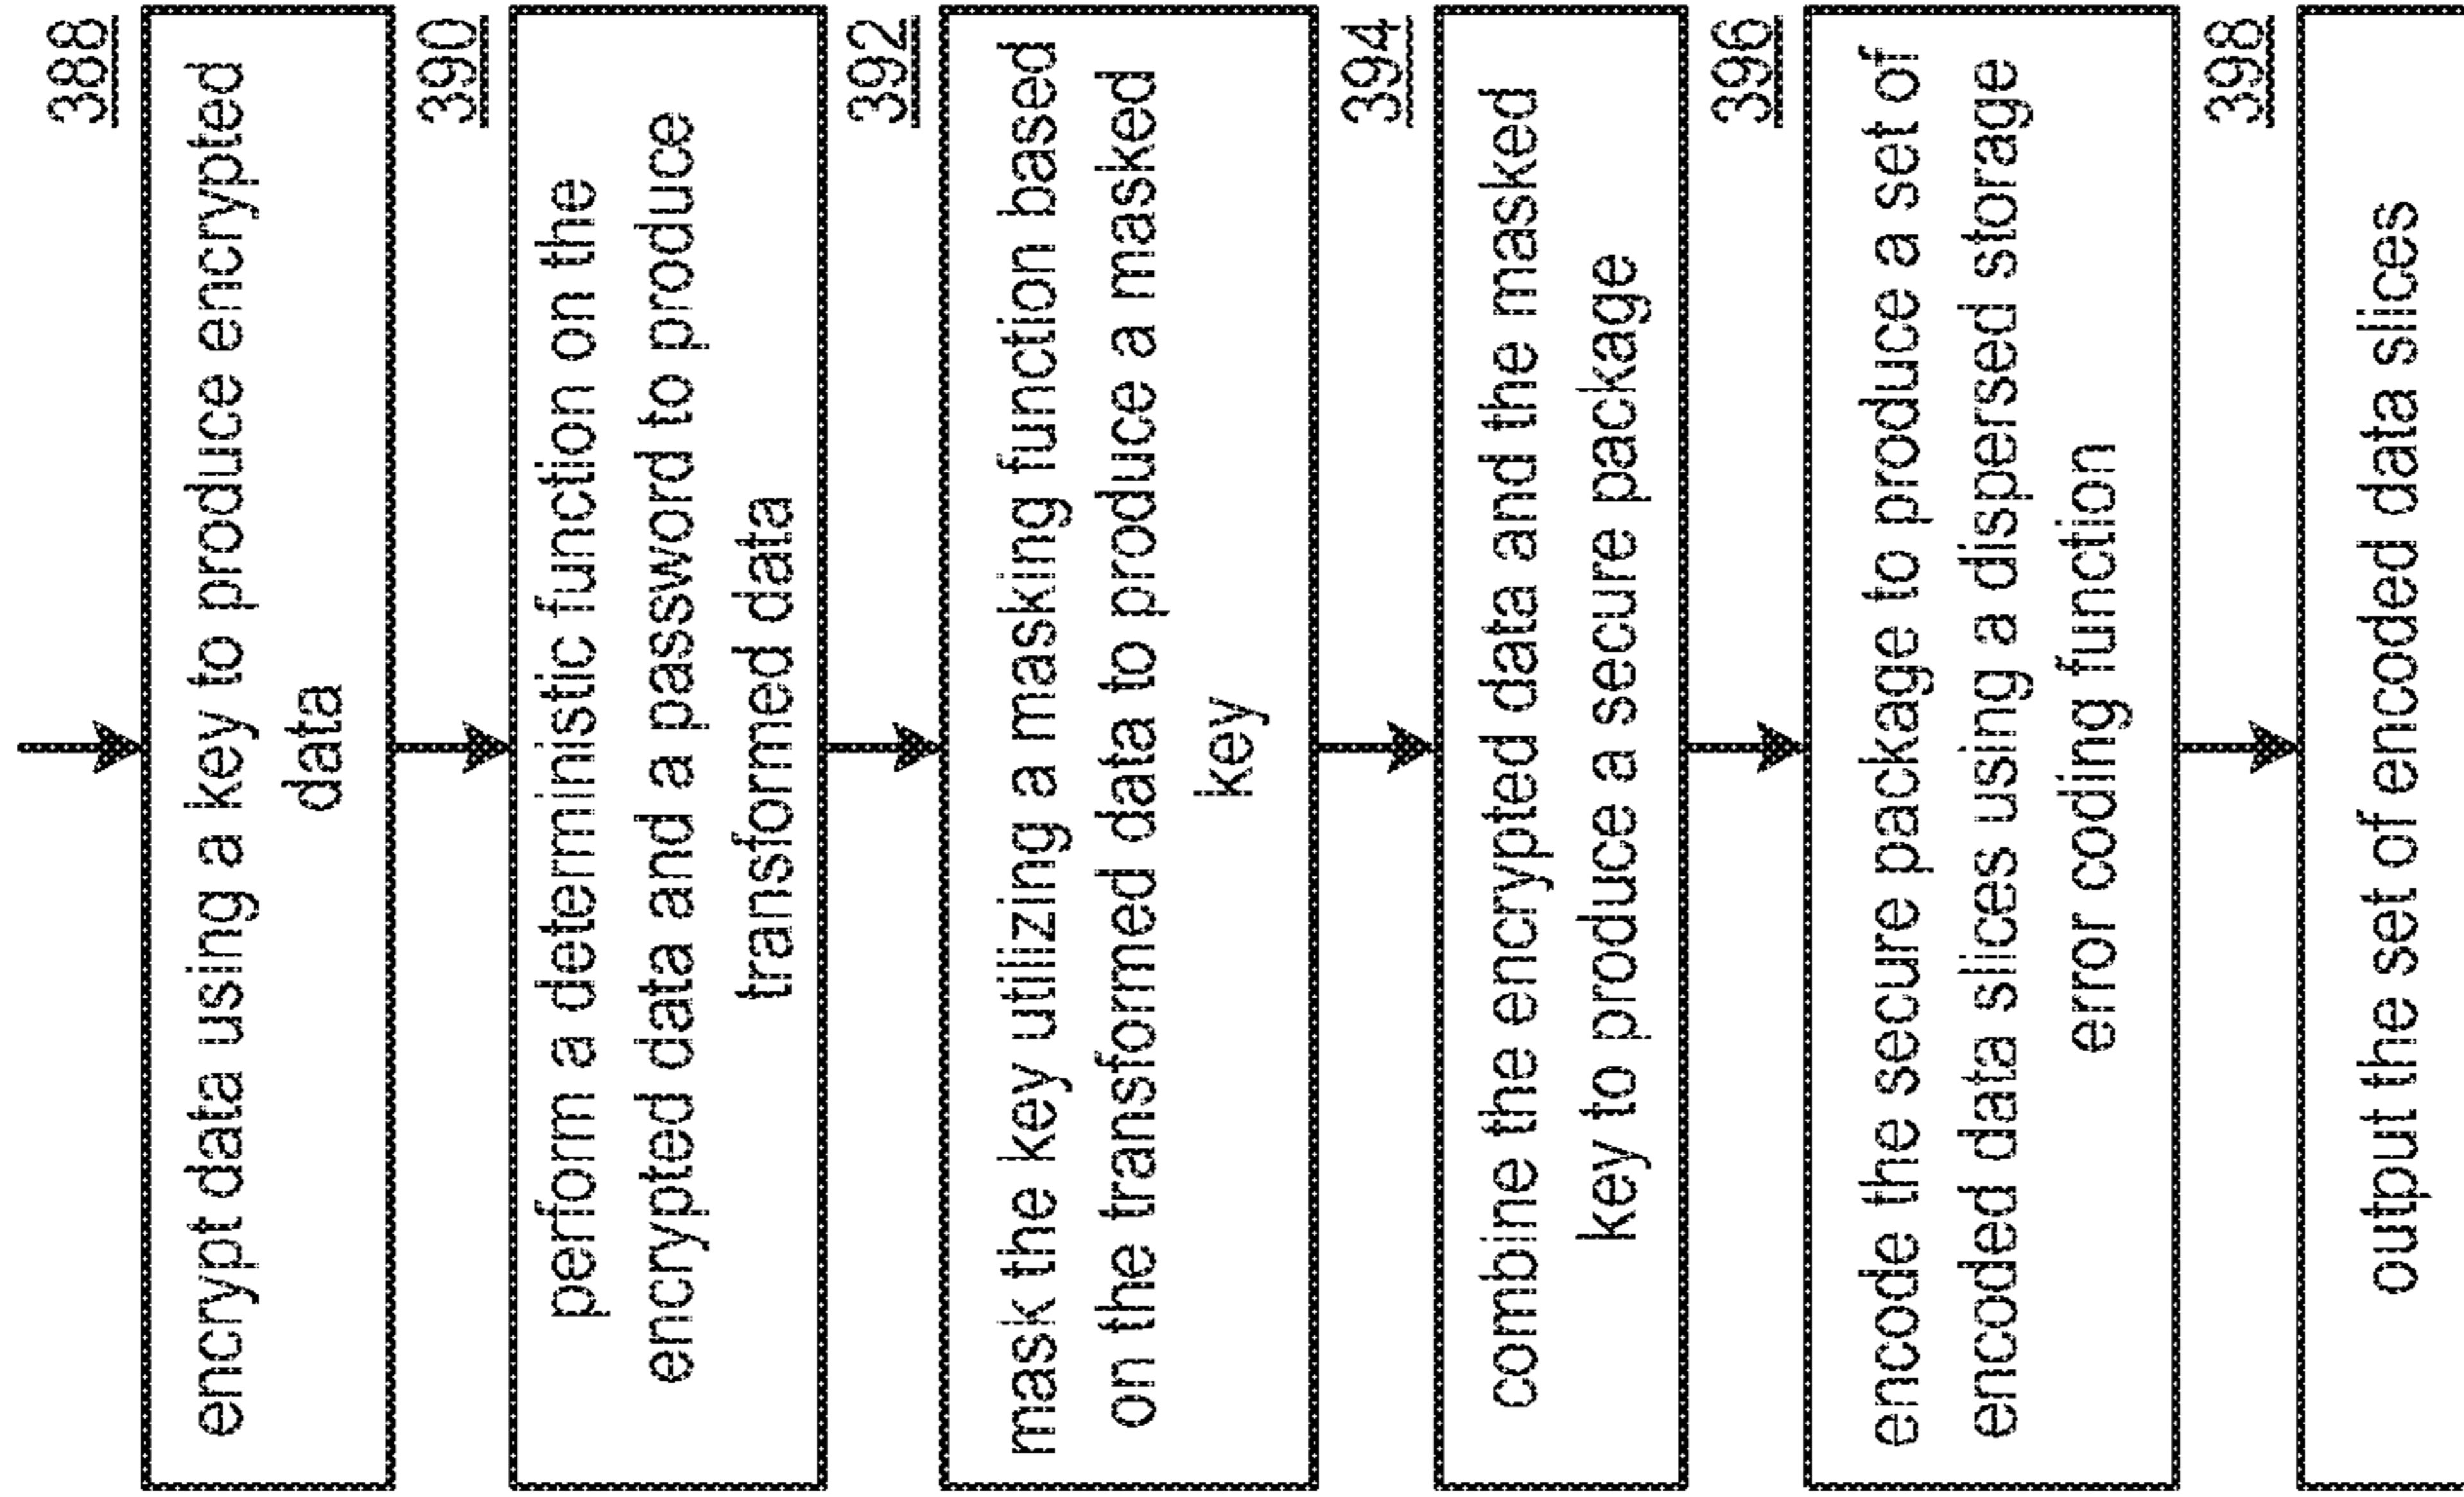 388
encrypt data using a key to produce encrypted
data
390
perform a deterministic function on the
encrypted data and a password to produce
transformed data
392
mask the key utilizing a masking function based
on the transformed data to produce a masked
key
394
combine the encrypted data and the masked
key to produce a secure package
396
encode the secure package to produce a set of
encoded data slices using a dispersed storage
error coding function
398
output the set of encoded data slices